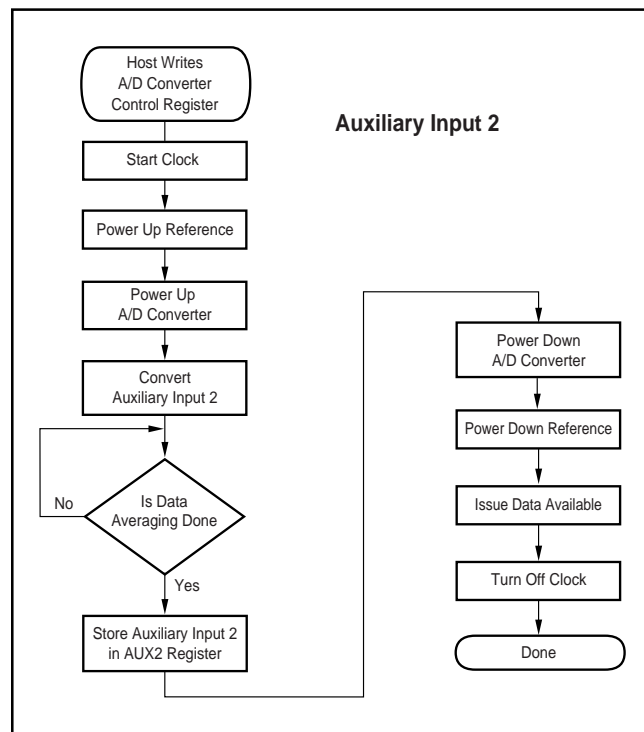 Host Writes
A/D Converter
Control Register
Auxiliary Input 2
Start Clock
Power Up Reference
Power Up
A/D Converter
Convert
Auxiliary Input 2
No
Is Data
Averaging Done
Yes
Store Auxiliary Input 2
in AUX2 Register
Power Down
A/D Converter
Power Down Reference
Issue Data Available
Turn Off Clock
Done